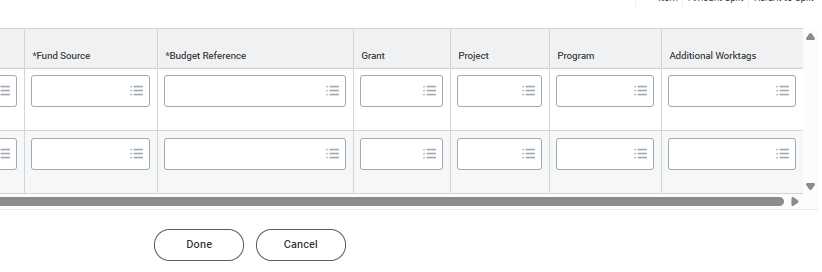 *Fund Source *Budget Reference Grant Project Program Additional Worktags
Done Cancel